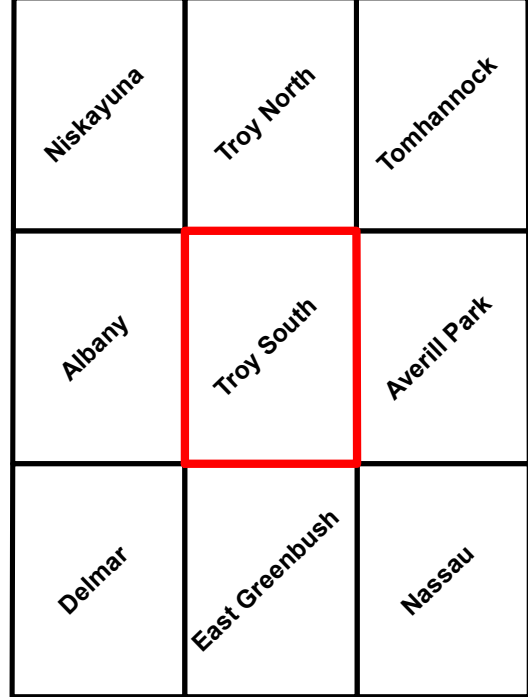 Niskayuna
Troy North
Tomhannock
Albany
Troy South
Averill Park
Delmar
East Greenbush
Nassau